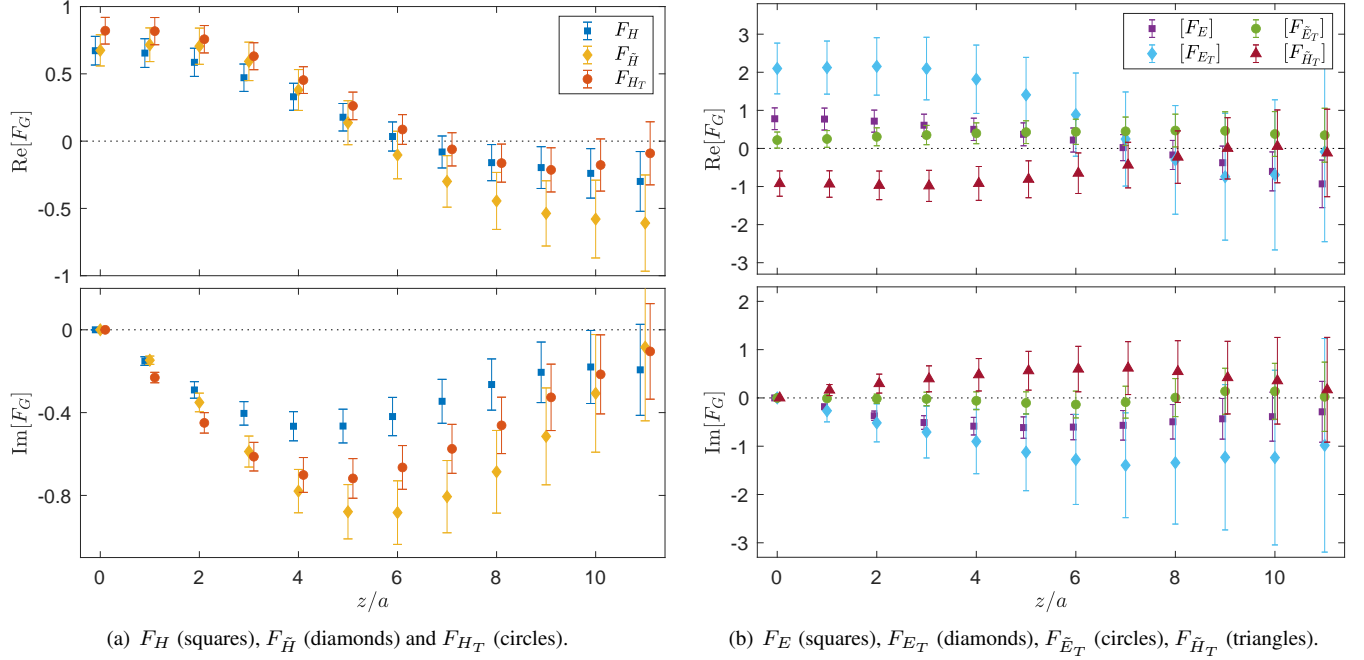 1
0.5
0
-0.5
-1
Re[F_G]
F_H
F_H̃
F_{H_T}
0
-0.4
-0.8
Im[F_G]
0 2 4 6 8 10
z/a
(a) F_H (squares), F_H̃ (diamonds) and F_{H_T} (circles).
3
2
1
0
-1
-2
-3
Re[F_G]
[F_E] [F_{Ẽ_T}]
[F_{E_T}] [F_{H̃_T}]
2
1
0
-1
-2
-3
Im[F_G]
0 2 4 6 8 10
z/a
(b) F_E (squares), F_{E_T} (diamonds), F_{Ẽ_T} (circles), F_{H̃_T} (triangles).